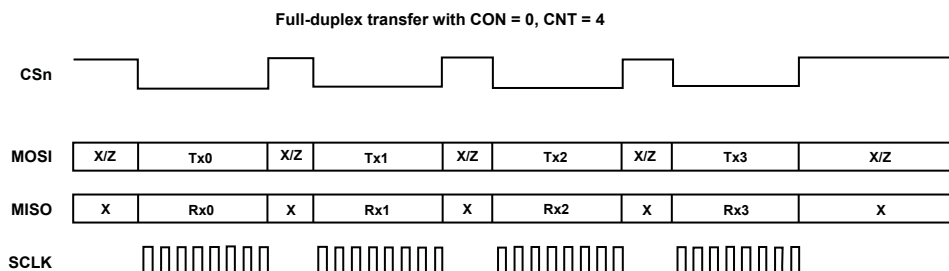 Full-duplex transfer with CON = 0, CNT = 4
CSn
MOSI X/Z Tx0 X/Z Tx1 X/Z Tx2 X/Z Tx3 X/Z
MISO X Rx0 X Rx1 X Rx2 X Rx3 X
SCLK